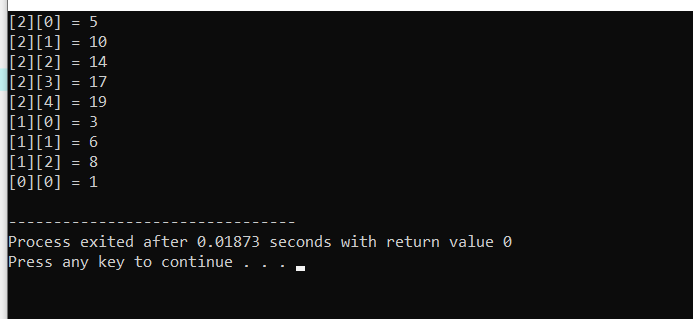 [2][0] = 5
[2][1] = 10
[2][2] = 14
[2][3] = 17
[2][4] = 19
[1][0] = 3
[1][1] = 6
[1][2] = 8
[0][0] = 1
--------------------------------
Process exited after 0.01873 seconds with return value 0
Press any key to continue . . .